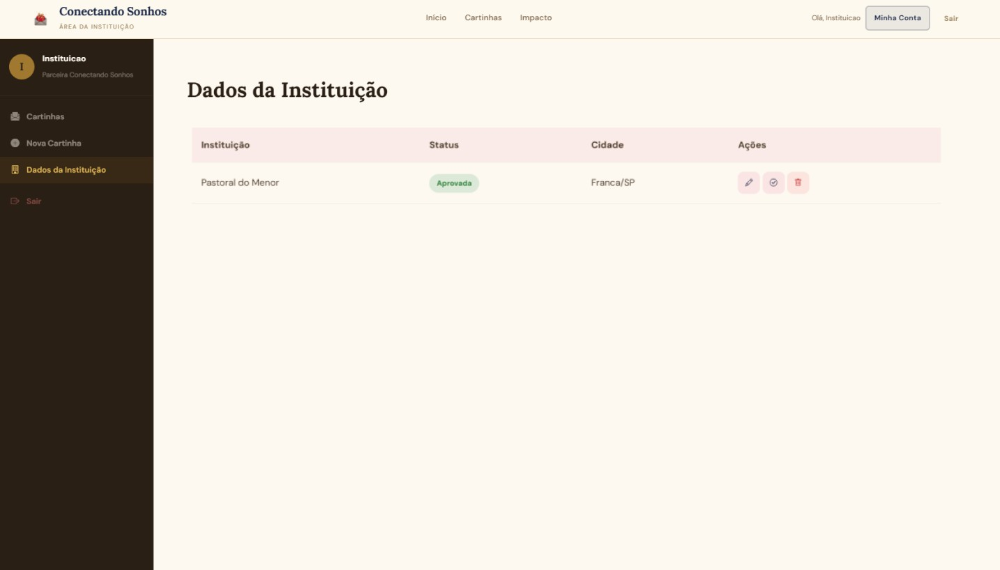 Conectando Sonhos
ÁREA DA INSTITUIÇÃO
Início Cartinhas Impacto
Olá, Instituicao Minha Conta Sair
I
Instituicao
Parceira Conectando Sonhos
Cartinhas
Nova Cartinha
Dados da Instituição
Sair
Dados da Instituição
Instituição Status Cidade Ações
Pastoral do Menor Aprovada Franca/SP